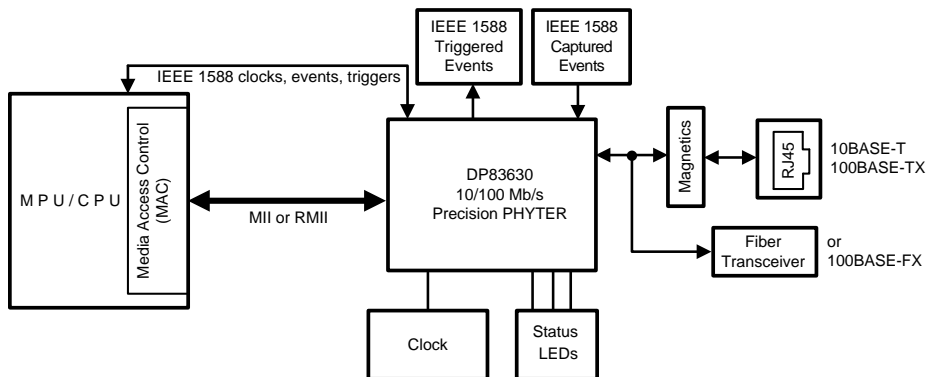 IEEE 1588
Triggered
Events
IEEE 1588
Captured
Events
IEEE 1588 clocks, events, triggers
MPU/CPU
Media Access Control
(MAC)
MII or RMII
DP83630
10/100 Mb/s
Precision PHYTER
Magnetics
RJ45
10BASE-T
100BASE-TX
Fiber
Transceiver
or
100BASE-FX
Clock
Status
LEDs